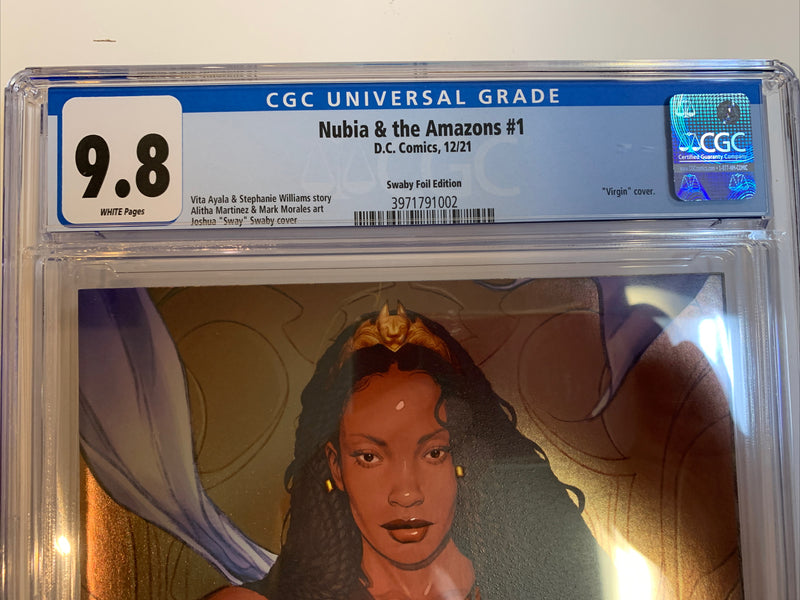 CGC UNIVERSAL GRADE
9.8
WHITE Pages
Nubia & the Amazons #1
D.C. Comics, 12/21
Swaby Foil Edition
Vita Ayala & Stephanie Williams story
Alitha Martinez & Mark Morales art
Joshua "Sway" Swaby cover
3971791002
"Virgin" cover.
CGC
Certified Guaranty Company